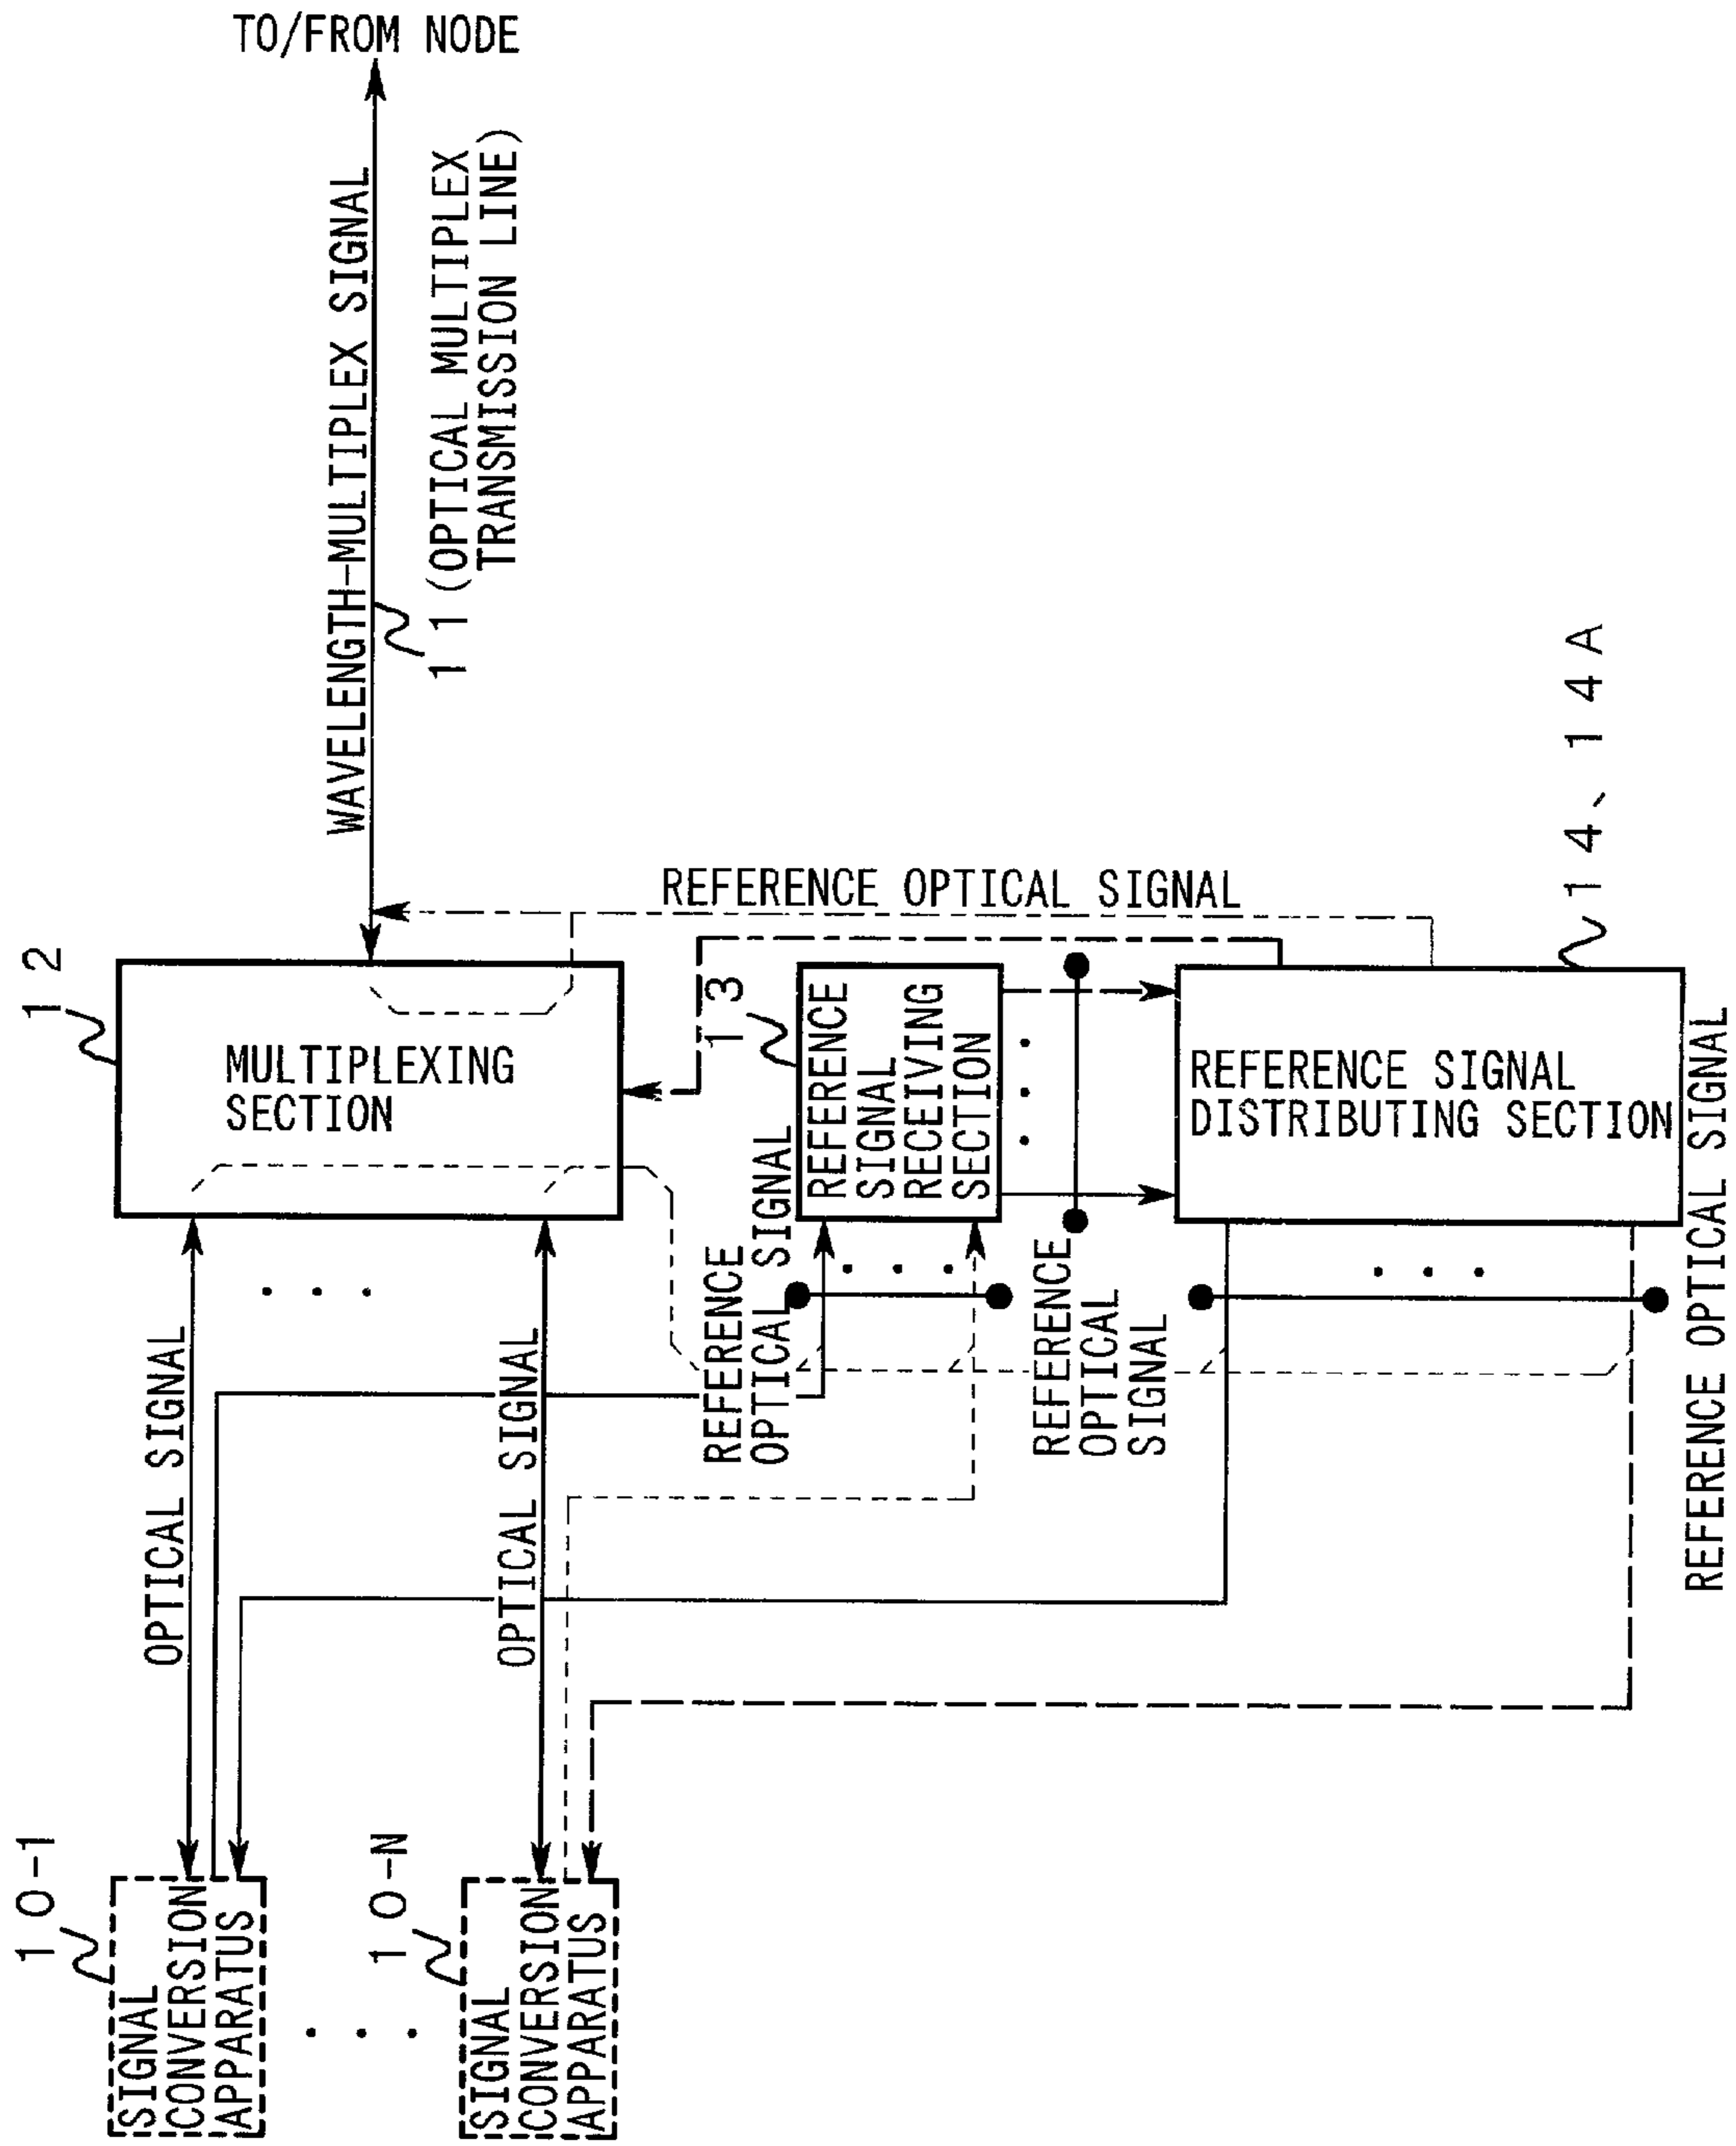 TO/FROM NODE
WAVELENGTH-MULTIPLEX SIGNAL
11 (OPTICAL MULTIPLEX
TRANSMISSION LINE)
12
MULTIPLEXING
SECTION
REFERENCE OPTICAL SIGNAL
13
REFERENCE
SIGNAL
RECEIVING
SECTION
14、14A
REFERENCE SIGNAL
DISTRIBUTING SECTION
OPTICAL SIGNAL
OPTICAL SIGNAL
REFERENCE
OPTICAL SIGNAL
REFERENCE
OPTICAL
SIGNAL
REFERENCE OPTICAL SIGNAL
10-1
SIGNAL
CONVERSION
APPARATUS
10-N
SIGNAL
CONVERSION
APPARATUS